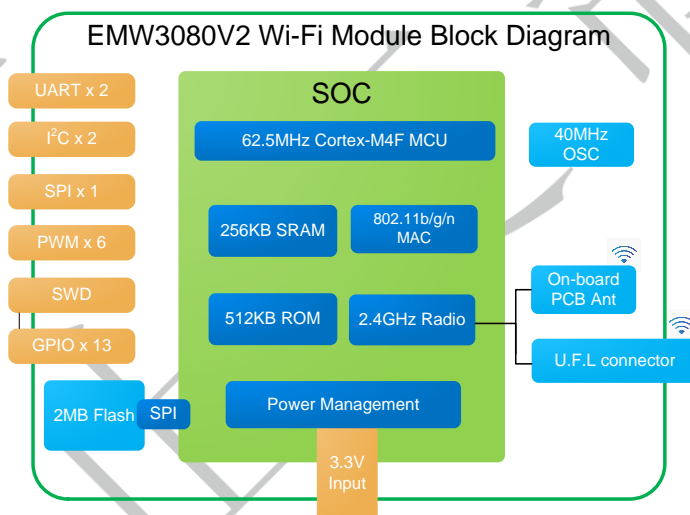 EMW3080V2 Wi-Fi Module Block Diagram
UART x 2
I²C x 2
SPI x 1
PWM x 6
SWD
GPIO x 13
2MB Flash
SPI
SOC
62.5MHz Cortex-M4F MCU
256KB SRAM
802.11b/g/n
MAC
512KB ROM
2.4GHz Radio
Power Management
3.3V
Input
40MHz
OSC
On-board
PCB Ant
U.F.L connector